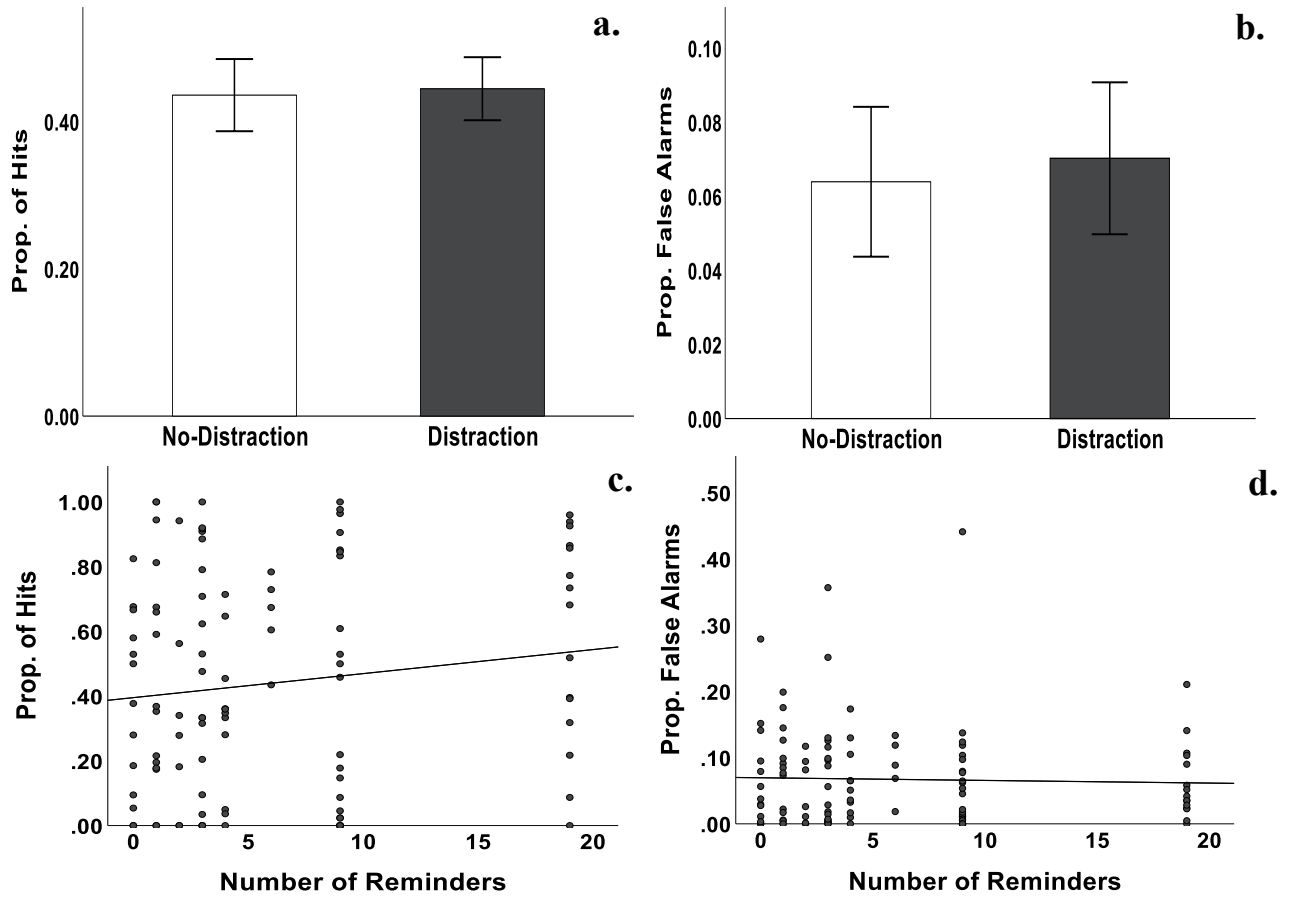 a.
Prop. of Hits
0.40
0.20
0.00
No-Distraction Distraction
b.
Prop. False Alarms
0.10
0.08
0.06
0.04
0.02
0.00
No-Distraction Distraction
c.
Prop. of Hits
1.00
.80
.60
.40
.20
.00
0 5 10 15 20
Number of Reminders
d.
Prop. False Alarms
.50
.40
.30
.20
.10
.00
0 5 10 15 20
Number of Reminders